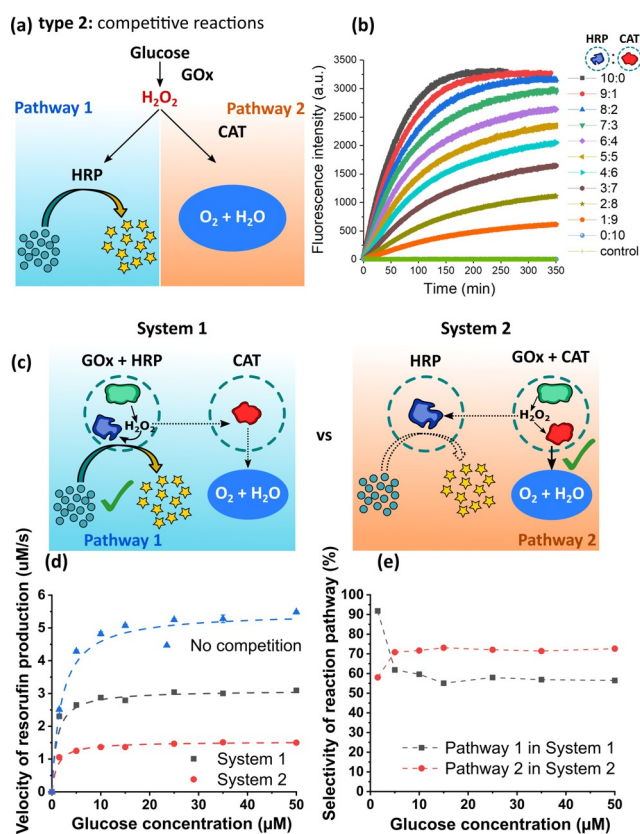 (a) type 2: competitive reactions
Glucose
GOx
H2O2
Pathway 1
Pathway 2
CAT
HRP
O2 + H2O
(b)
Fluorescence intensity (a.u.)
3500
3000
2500
2000
1500
1000
500
0
0 50 100 150 200 250 300 350
Time (min)
HRP : CAT
10:0
9:1
8:2
7:3
6:4
5:5
4:6
3:7
2:8
1:9
0:10
control
(c)
System 1
GOx + HRP
CAT
H2O2
O2 + H2O
Pathway 1
vs
System 2
HRP
GOx + CAT
H2O2
O2 + H2O
Pathway 2
(d)
Velocity of resorufin production (uM/s)
6
5
4
3
2
1
0
0 10 20 30 40 50
Glucose concentration (µM)
No competition
System 1
System 2
(e)
Selectivity of reaction pathway (%)
100
90
80
70
60
50
40
30
20
10
0
0 10 20 30 40 50
Glucose concentration (µM)
Pathway 1 in System 1
Pathway 2 in System 2